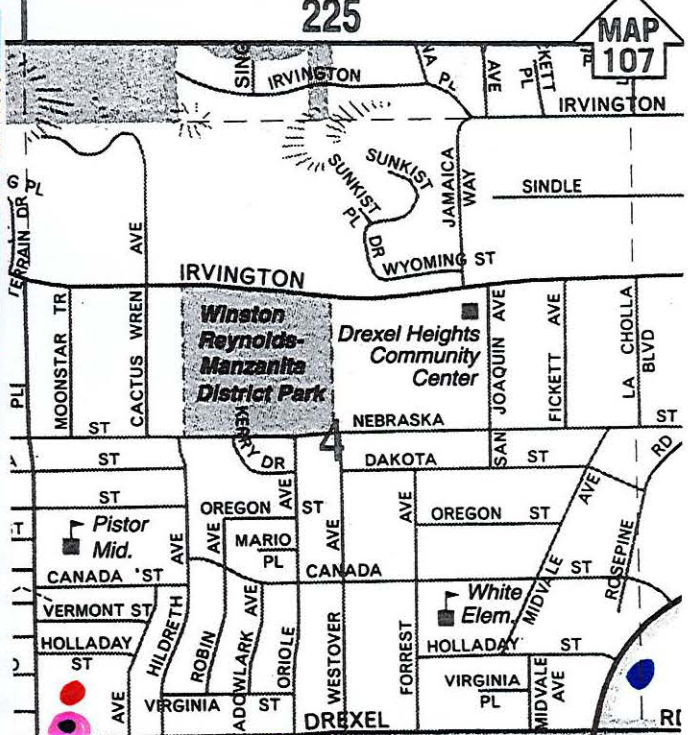 225
MAP
107
IRVINGTON
NA PL
AVE
CKETT
PL
IRVINGTON
SUNKIST
SUNKIST
PL
DR
JAMAICA
WAY
SINDLE
WYOMING ST
G PL
TERRAIN DR
AVE
IRVINGTON
MOONSTAR TR
CACTUS WREN
Winston
Reynolds-
Manzanita
District Park
Drexel Heights
Community
Center
SAN JOAQUIN AVE
FICKETT AVE
LA CHOLLA
BLVD
PL
ST
NEBRASKA
ST
4
KERRY DR
ST
DAKOTA
ST
RD
ST
OREGON ST
AVE
AVE
OREGON ST
AVE
AVE
MARIO
PL
Pistor
Mid.
AVE
CANADA ST
CANADA
ST
MIDVALE
ROSEPINE
VERMONT ST
HOLLADAY
ST
HILDRETH
ROBIN
ADOWLARK AVE
ORIOLE
WESTOVER
FORREST
White
Elem.
HOLLADAY ST
VIRGINIA
PL
MIDVALE
AVE
AVE
VIRGINIA ST
DREXEL